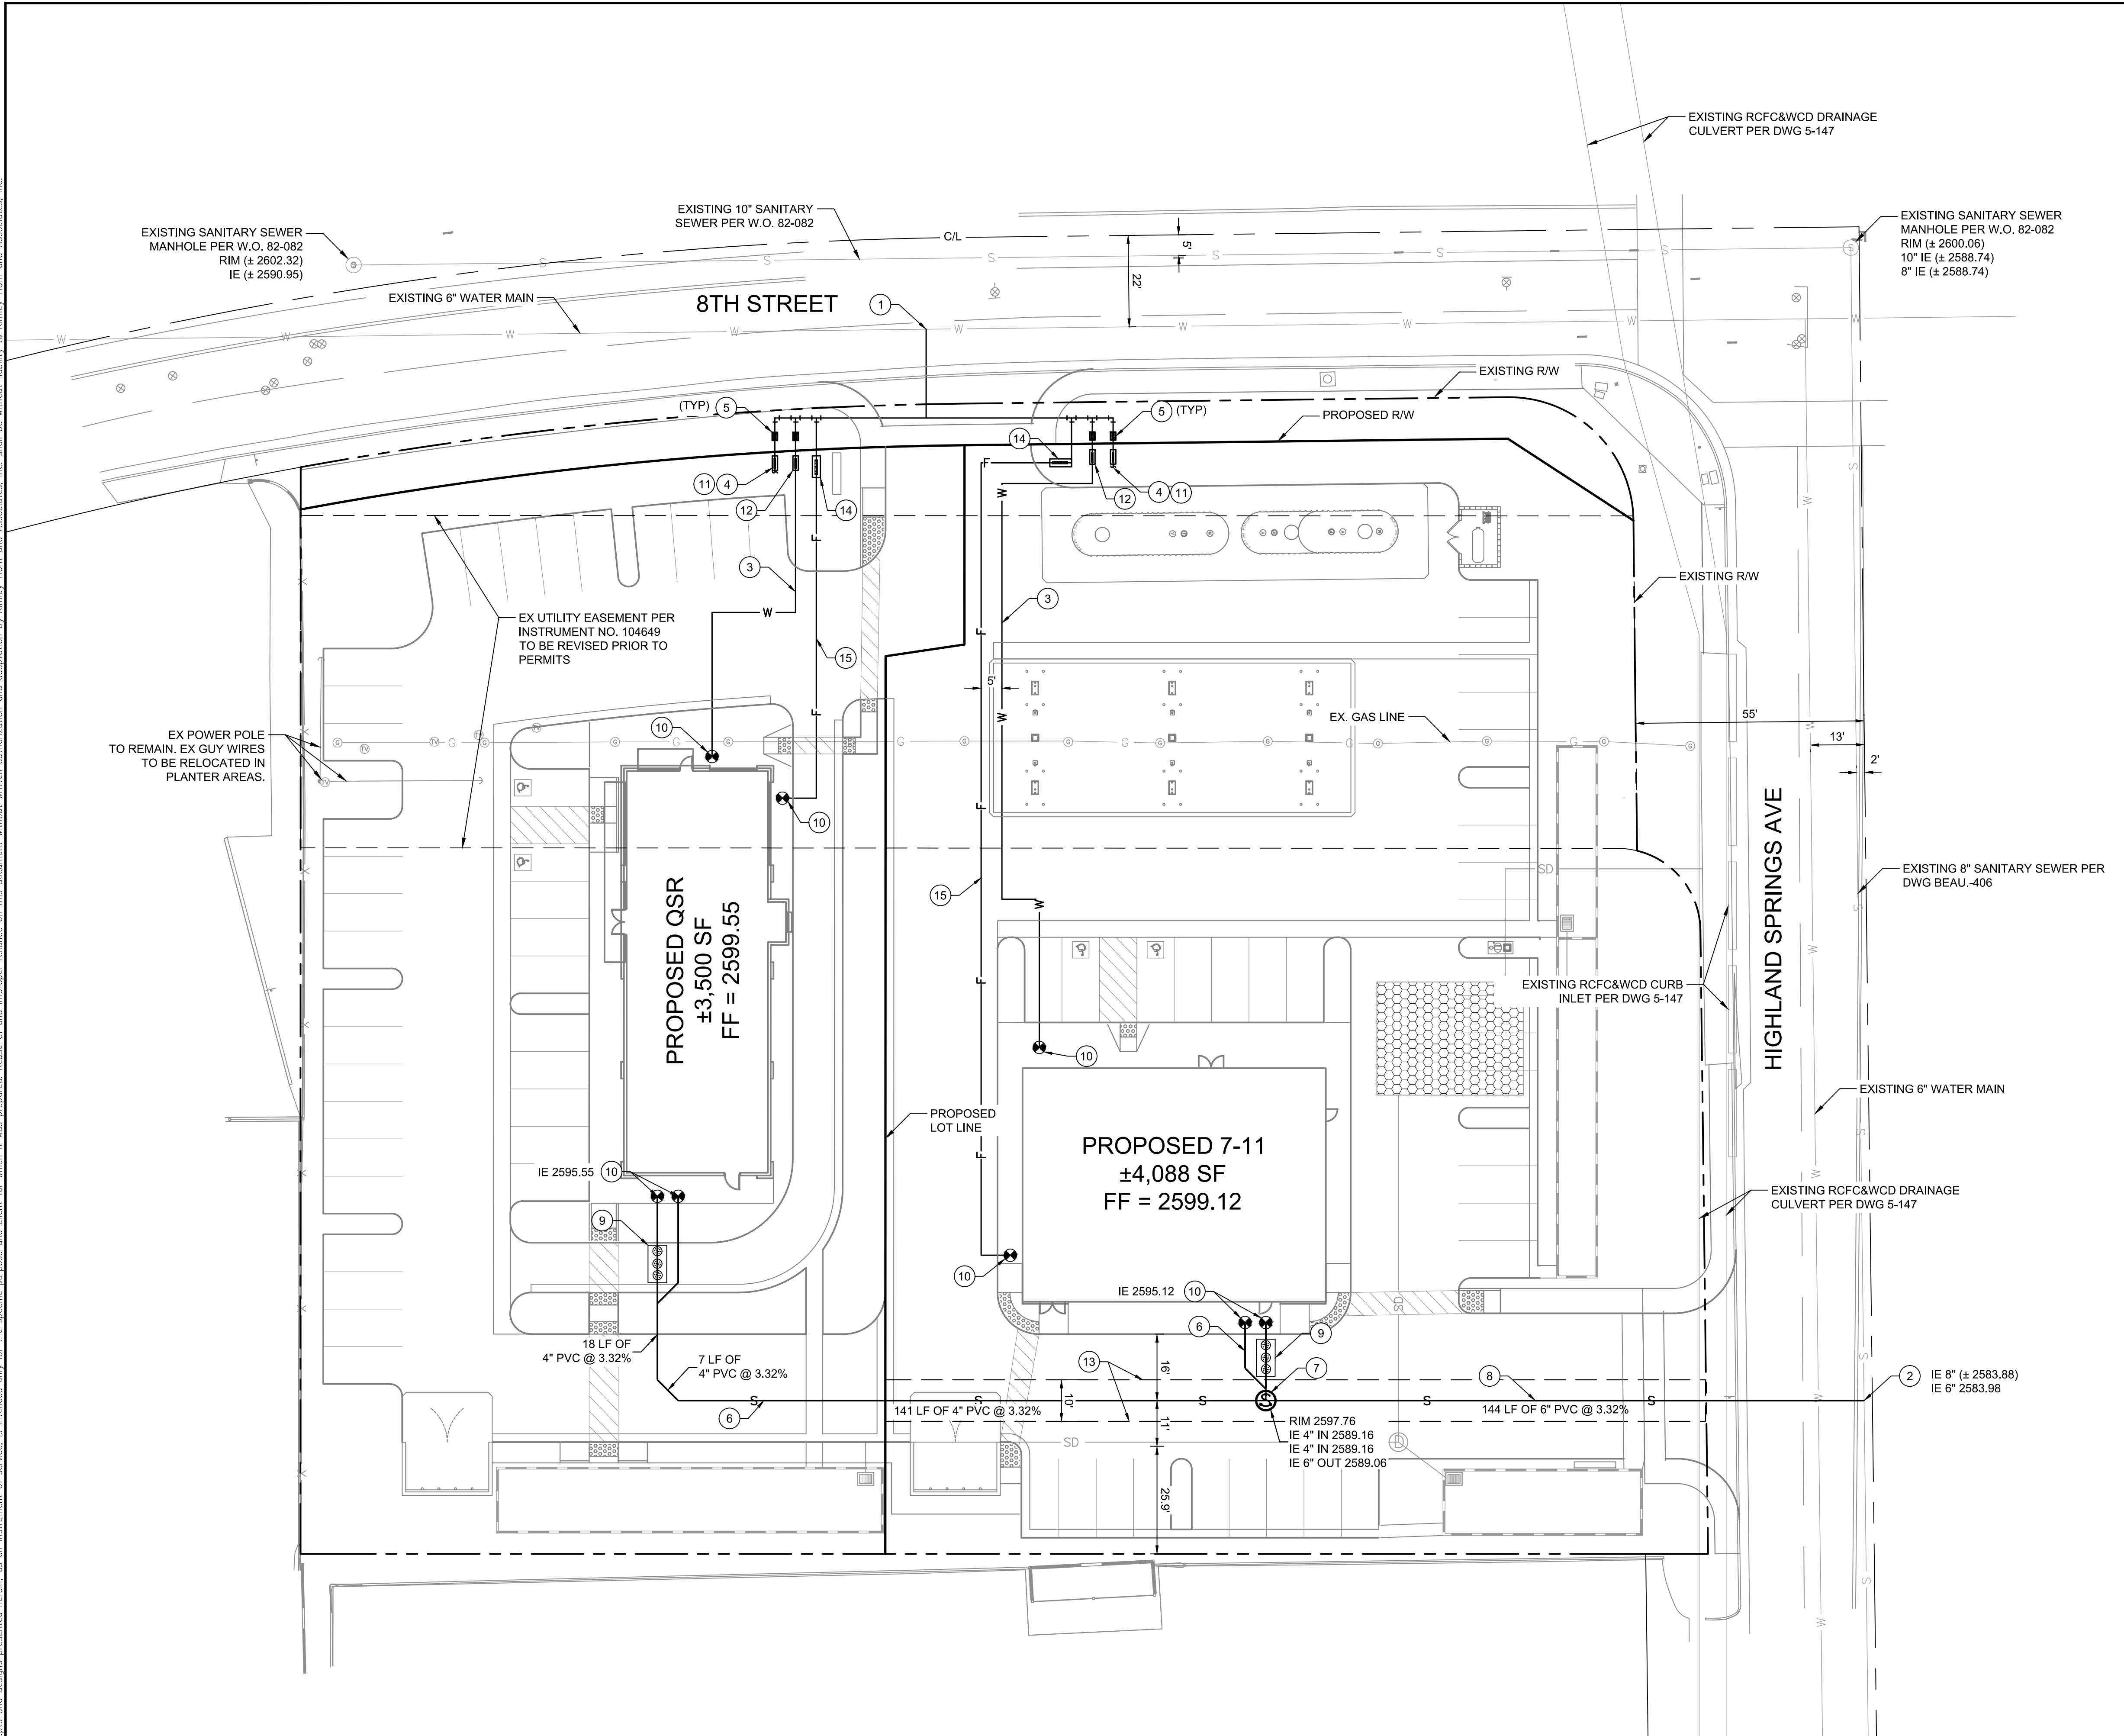 EXISTING RCFC&WCD DRAINAGE
CULVERT PER DWG 5-147
EXISTING SANITARY SEWER
MANHOLE PER W.O. 82-082
RIM (± 2602.32)
IE (± 2590.95)
EXISTING 10" SANITARY
SEWER PER W.O. 82-082
C/L
5'
22'
EXISTING SANITARY SEWER
MANHOLE PER W.O. 82-082
RIM (± 2600.06)
10" IE (± 2588.74)
8" IE (± 2588.74)
EXISTING 6" WATER MAIN
8TH STREET
1
EXISTING R/W
PROPOSED R/W
(TYP) 5
5 (TYP)
14
11 4
12
14
12
4 11
3
3
EXISTING R/W
EX UTILITY EASEMENT PER
INSTRUMENT NO. 104649
TO BE REVISED PRIOR TO
PERMITS
15
5'
EX POWER POLE
TO REMAIN. EX GUY WIRES
TO BE RELOCATED IN
PLANTER AREAS.
10
EX. GAS LINE
55'
13'
2'
10
HIGHLAND SPRINGS AVE
PROPOSED QSR
±3,500 SF
FF = 2599.55
15
SD
EXISTING 8" SANITARY SEWER PER
DWG BEAU.-406
EXISTING RCFC&WCD CURB
INLET PER DWG 5-147
10
EXISTING 6" WATER MAIN
PROPOSED
LOT LINE
PROPOSED 7-11
±4,088 SF
FF = 2599.12
IE 2595.55 10
EXISTING RCFC&WCD DRAINAGE
CULVERT PER DWG 5-147
9
10
IE 2595.12 10
6
9
SD
18 LF OF
4" PVC @ 3.32%
7 LF OF
4" PVC @ 3.32%
13
16'
7
8
2
IE 8" (± 2583.88)
IE 6" 2583.98
6
141 LF OF 4" PVC @ 3.32%
10'
11'
144 LF OF 6" PVC @ 3.32%
RIM 2597.76
IE 4" IN 2589.16
IE 4" IN 2589.16
IE 6" OUT 2589.06
SD
25.9'